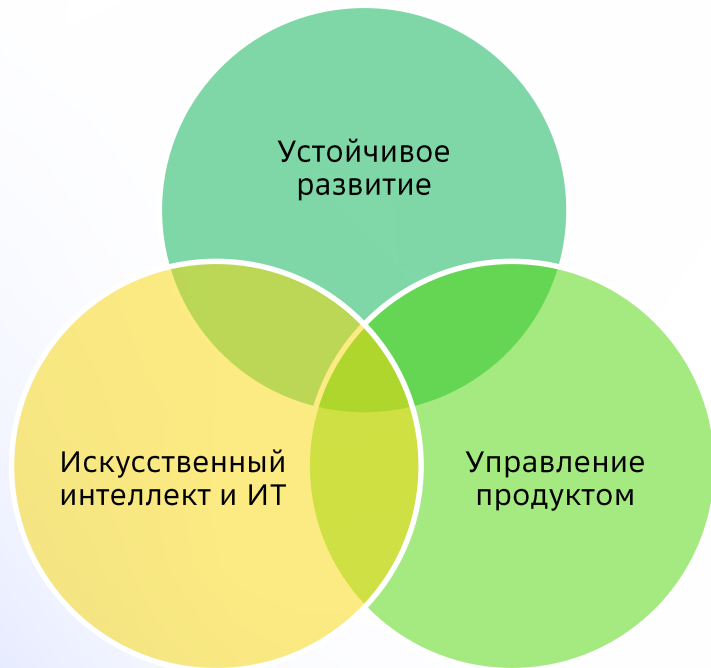 Устойчивое
развитие
Искусственный
интеллект и ИТ
Управление
продуктом